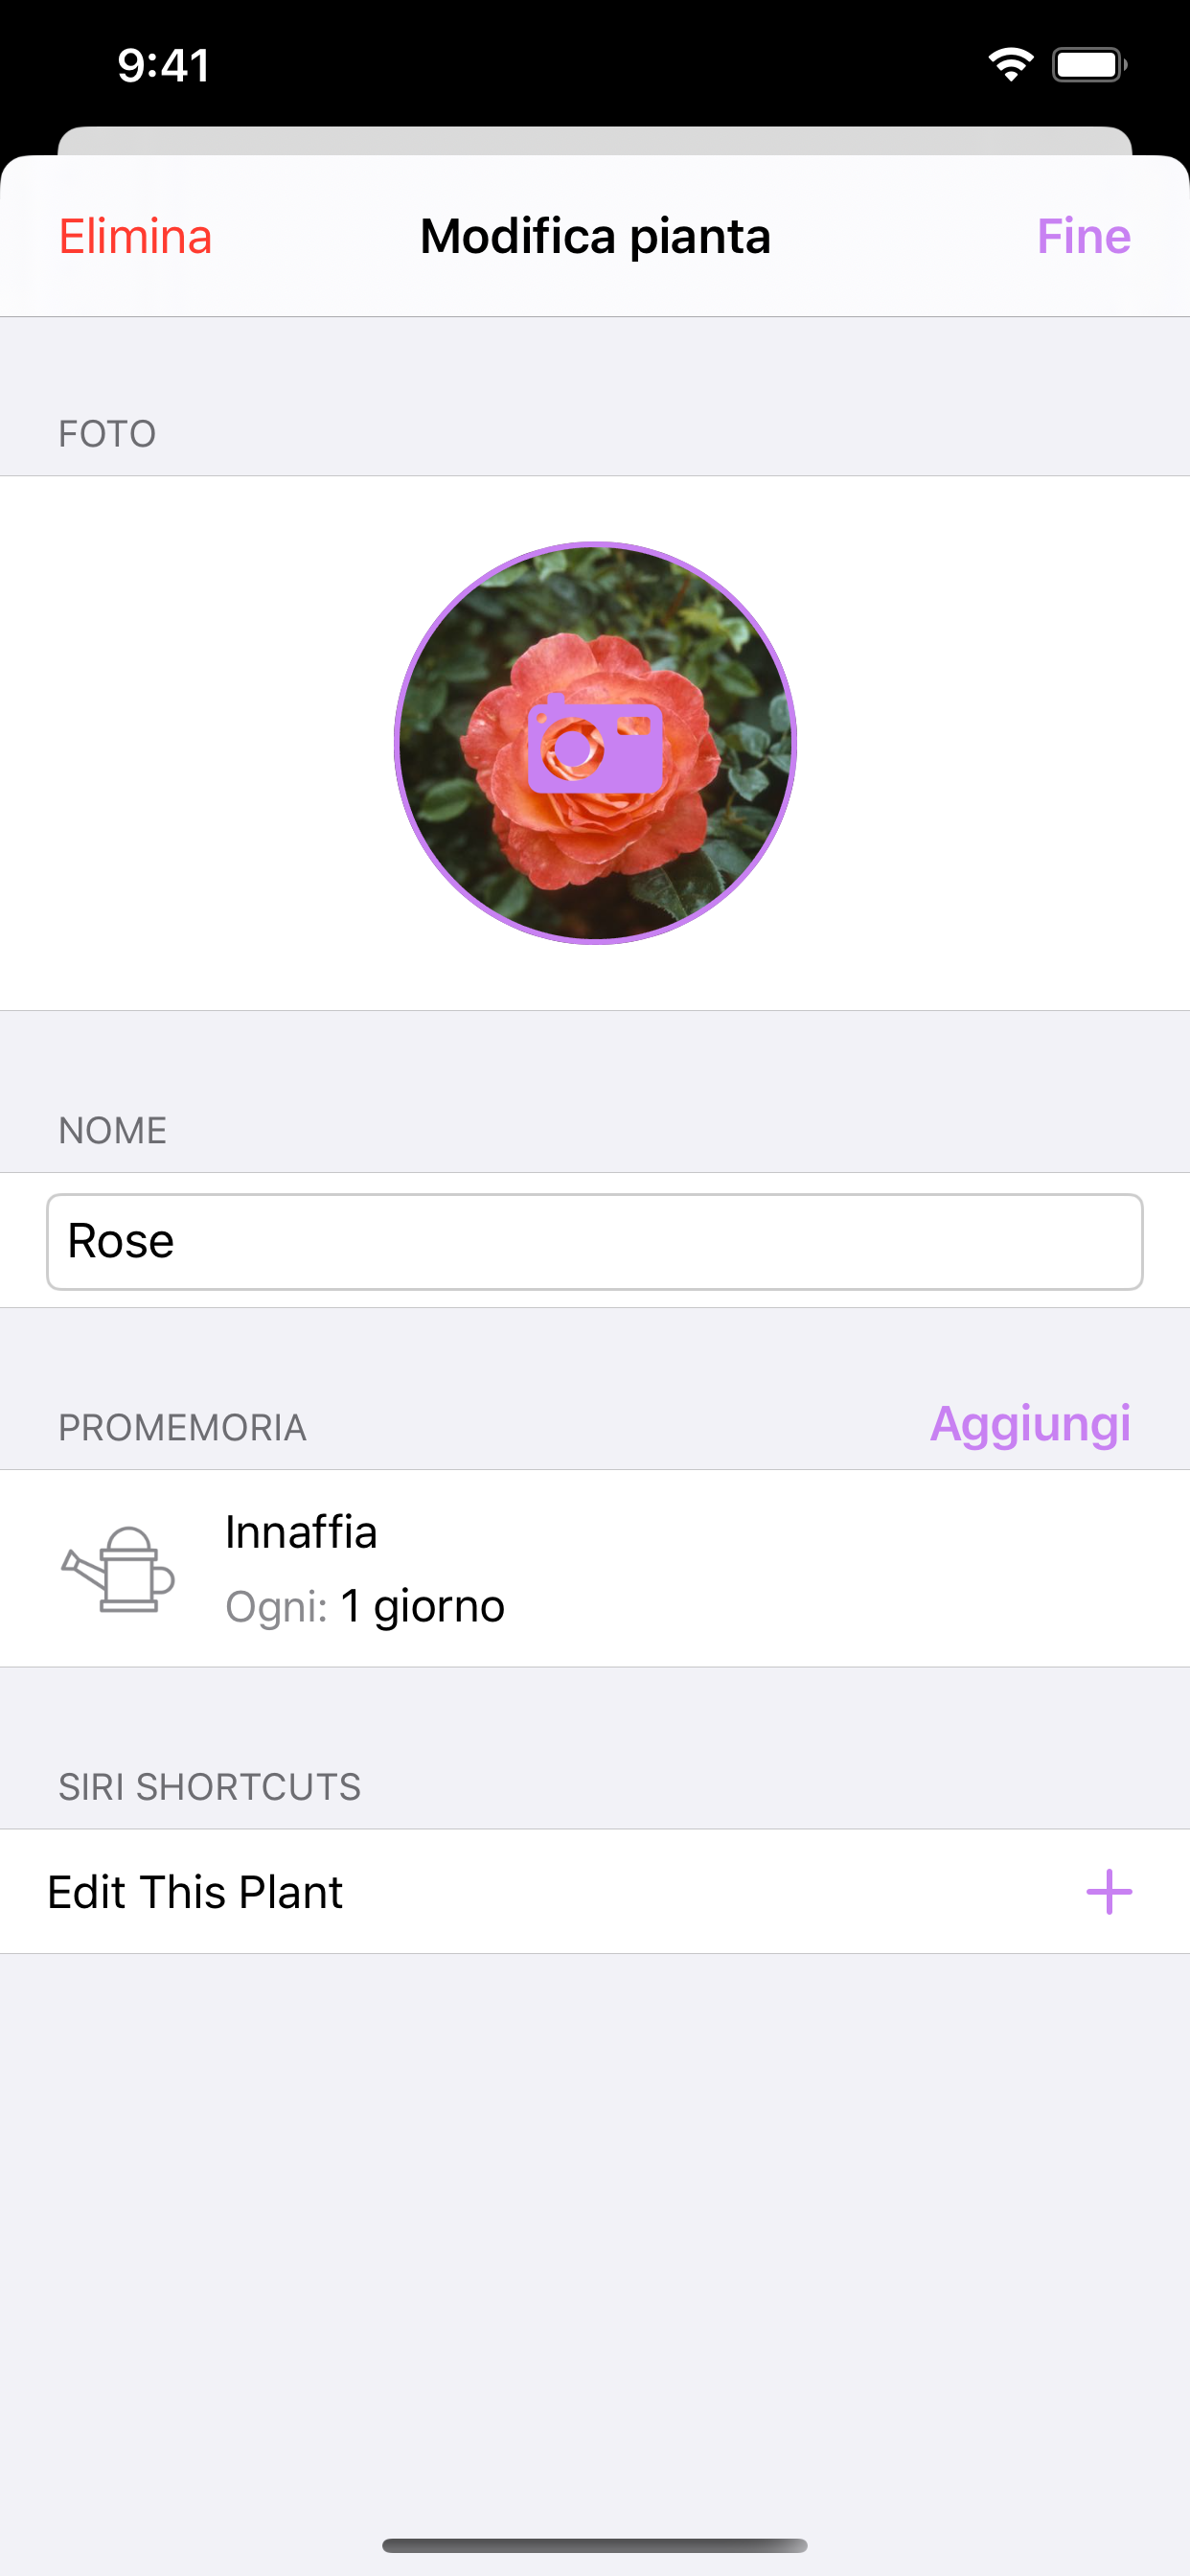 9:41
Elimina
Modifica pianta
Fine
FOTO
NOME
Rose
PROMEMORIA
Aggiungi
Innaffia
Ogni: 1 giorno
SIRI SHORTCUTS
Edit This Plant